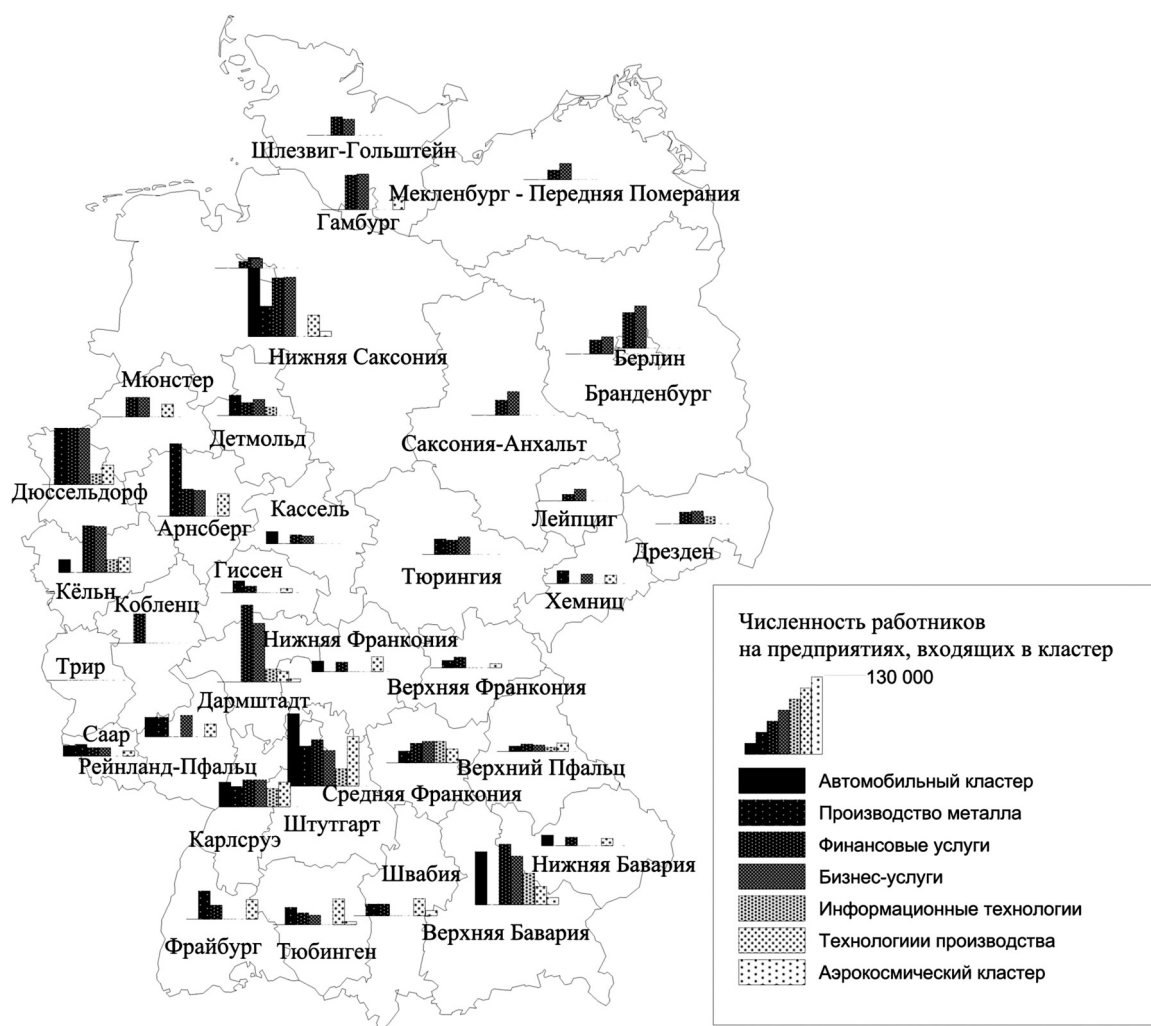 Шлезвиг-Гольштейн
Мекленбург - Передняя Померания
Гамбург
Нижняя Саксония
Берлин
Бранденбург
Мюнстер
Детмольд
Саксония-Анхальт
Дюссельдорф
Арнсберг
Кассель
Лейпциг
Дрезден
Кёльн
Гиссен
Тюрингия
Хемниц
Кобленц
Нижняя Франкония
Трир
Дармштадт
Верхняя Франкония
Саар
Рейнланд-Пфальц
Верхний Пфальц
Средняя Франкония
Карлсруэ
Штутгарт
Швабия
Нижняя Бавария
Фрайбург
Тюбинген
Верхняя Бавария
Численность работников
на предприятиях, входящих в кластер
130 000
Автомобильный кластер
Производство металла
Финансовые услуги
Бизнес-услуги
Информационные технологии
Технологиии производства
Аэрокосмический кластер